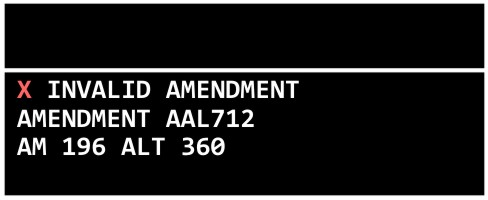 X INVALID AMENDMENT
AMENDMENT AAL712
AM 196 ALT 360